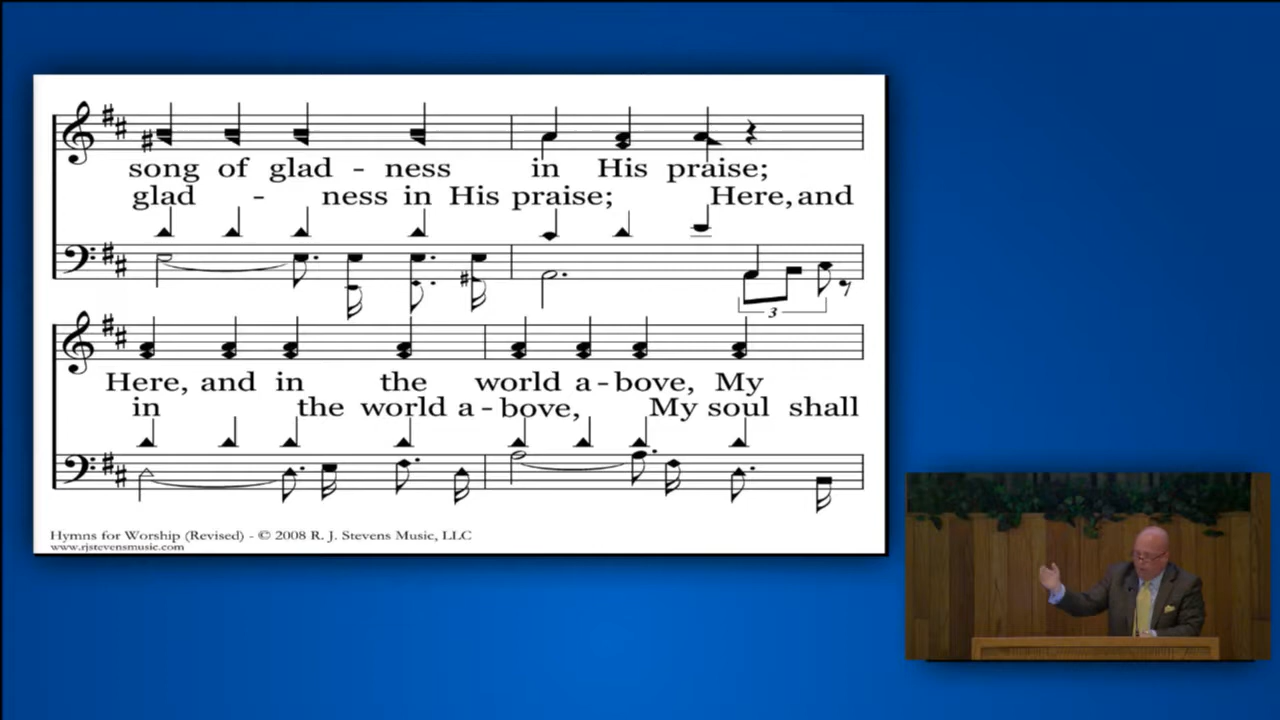 song of glad - ness in His praise;
glad - ness in His praise; Here, and
3
Here, and in the world a - bove, My
in the world a - bove, My soul shall
Hymns for Worship (Revised) - © 2008 R. J. Stevens Music, LLC
www.rjstevensmusic.com